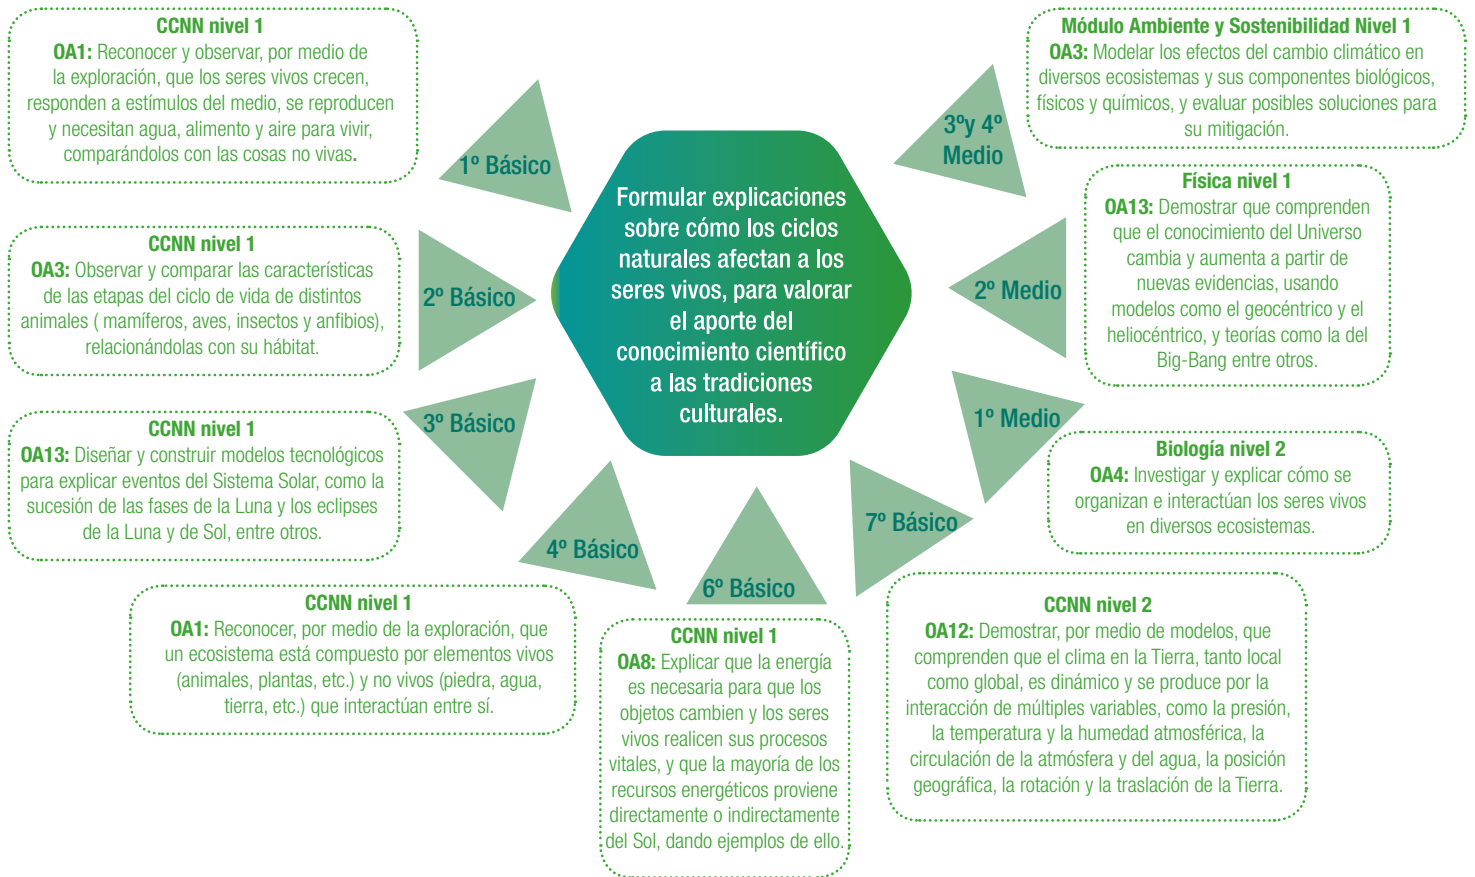 CCNN nivel 1
OA1: Reconocer y observar, por medio de
la exploración, que los seres vivos crecen,
responden a estímulos del medio, se reproducen
y necesitan agua, alimento y aire para vivir,
comparándolos con las cosas no vivas.
1º Básico
CCNN nivel 1
OA3: Observar y comparar las características
de las etapas del ciclo de vida de distintos
animales ( mamíferos, aves, insectos y anfibios),
relacionándolas con su hábitat.
2º Básico
CCNN nivel 1
OA13: Diseñar y construir modelos tecnológicos
para explicar eventos del Sistema Solar, como la
sucesión de las fases de la Luna y los eclipses
de la Luna y de Sol, entre otros.
3º Básico
CCNN nivel 1
OA1: Reconocer, por medio de la exploración, que
un ecosistema está compuesto por elementos vivos
(animales, plantas, etc.) y no vivos (piedra, agua,
tierra, etc.) que interactúan entre sí.
4º Básico
Formular explicaciones
sobre cómo los ciclos
naturales afectan a los
seres vivos, para valorar
el aporte del
conocimiento científico
a las tradiciones
culturales.
6º Básico
CCNN nivel 1
OA8: Explicar que la energía
es necesaria para que los
objetos cambien y los seres
vivos realicen sus procesos
vitales, y que la mayoría de los
recursos energéticos proviene
directamente o indirectamente
del Sol, dando ejemplos de ello.
7º Básico
CCNN nivel 2
OA12: Demostrar, por medio de modelos, que
comprenden que el clima en la Tierra, tanto local
como global, es dinámico y se produce por la
interacción de múltiples variables, como la presión,
la temperatura y la humedad atmosférica, la
circulación de la atmósfera y del agua, la posición
geográfica, la rotación y la traslación de la Tierra.
1º Medio
Biología nivel 2
OA4: Investigar y explicar cómo se
organizan e interactúan los seres vivos
en diversos ecosistemas.
2º Medio
Física nivel 1
OA13: Demostrar que comprenden
que el conocimiento del Universo
cambia y aumenta a partir de
nuevas evidencias, usando
modelos como el geocéntrico y el
heliocéntrico, y teorías como la del
Big-Bang entre otros.
3ºy 4º
Medio
Módulo Ambiente y Sostenibilidad Nivel 1
OA3: Modelar los efectos del cambio climático en
diversos ecosistemas y sus componentes biológicos,
físicos y químicos, y evaluar posibles soluciones para
su mitigación.